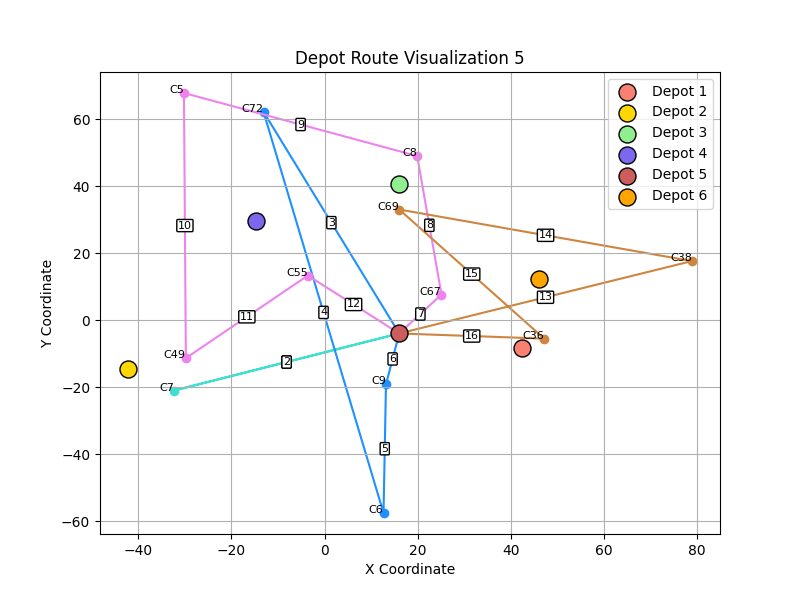 Depot Route Visualization 5
Depot 1
Depot 2
Depot 3
Depot 4
Depot 5
Depot 6
C5
C72
9
C8
C69
10
3
8
14
C38
C55
15
13
12
7
C67
11
4
C49
6
16
C36
C7
2
C9
5
C6
60
40
20
0
−20
−40
−60
Y Coordinate
−40
−20
0
20
40
60
80
X Coordinate